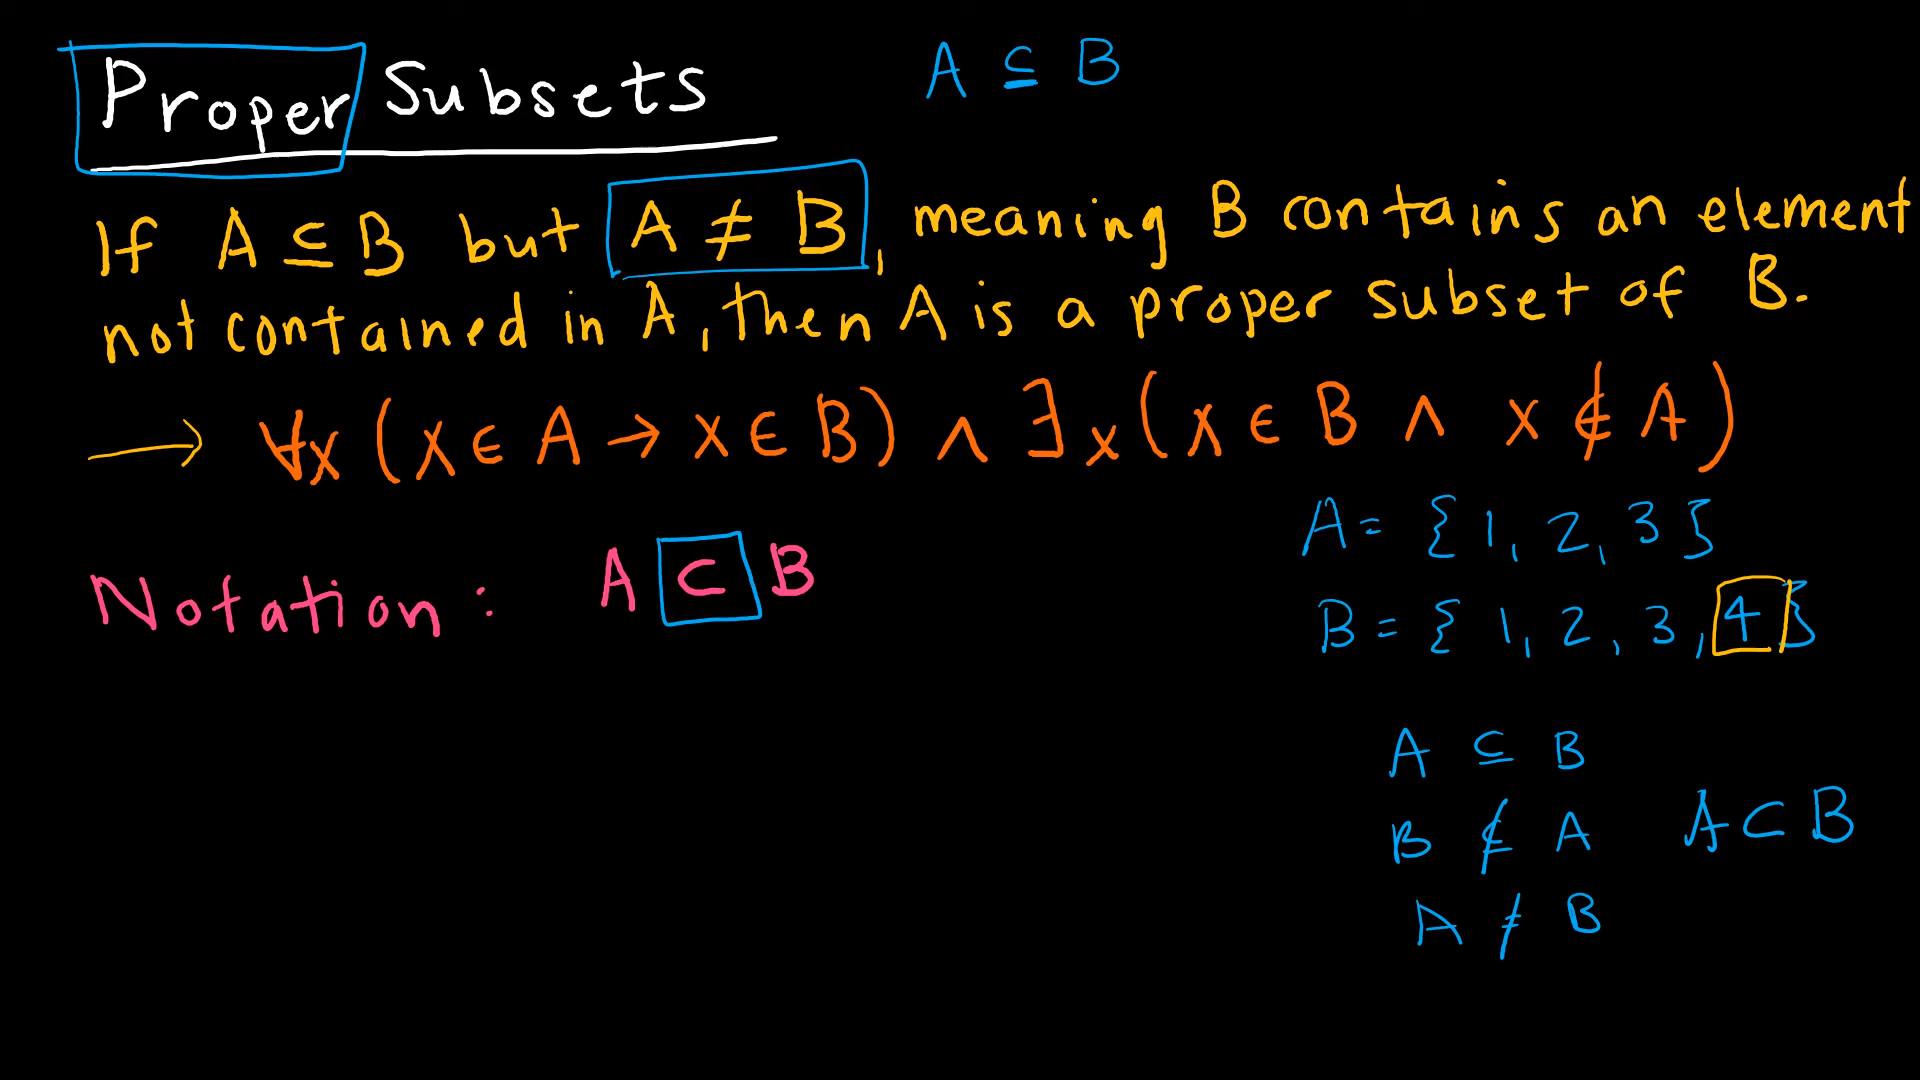 Proper Subsets
A ⊆ B
If A ⊆ B but A ≠ B, meaning B contains an element
not contained in A, then A is a proper subset of B.
→ ∀x (x ∈ A → x ∈ B) ∧ ∃x (x ∈ B ∧ x ∉ A)
Notation: A ⊂ B
A = {1, 2, 3}
B = {1, 2, 3, 4}
A ⊆ B
B ⊈ A
A ⊂ B
A ≠ B